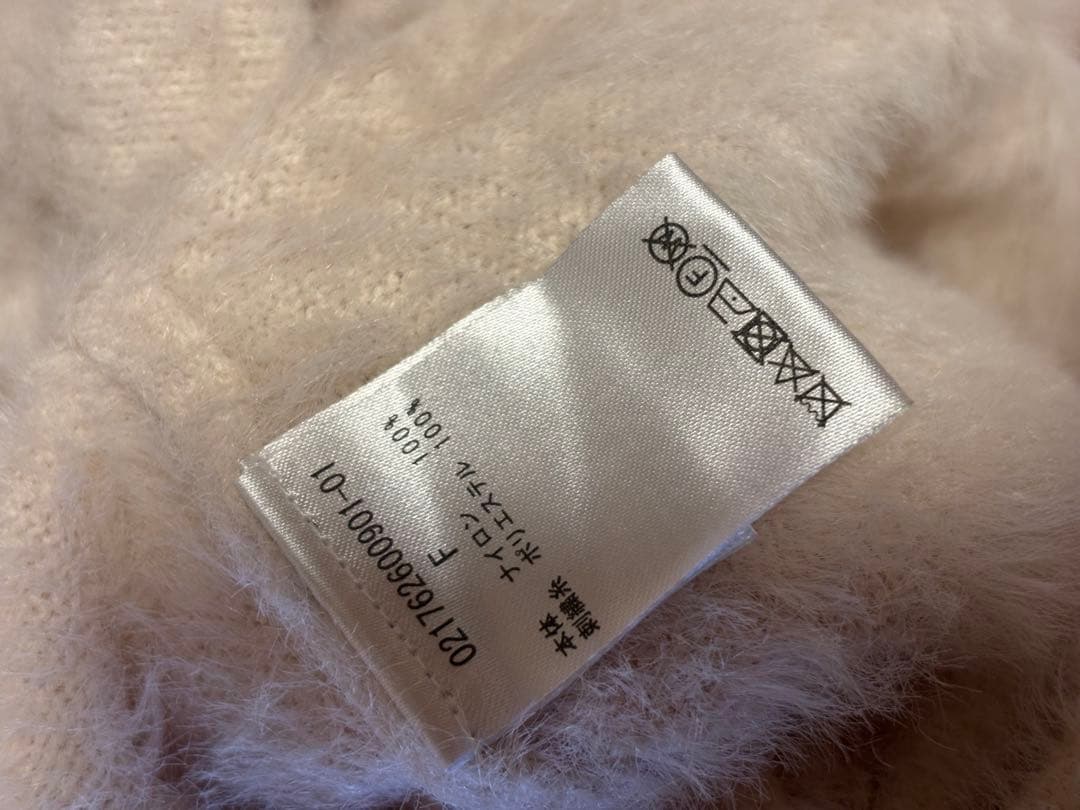 021762600901-01
F
本体 ナイロン 100%
刺繍糸 ポリエステル 100%
F
W